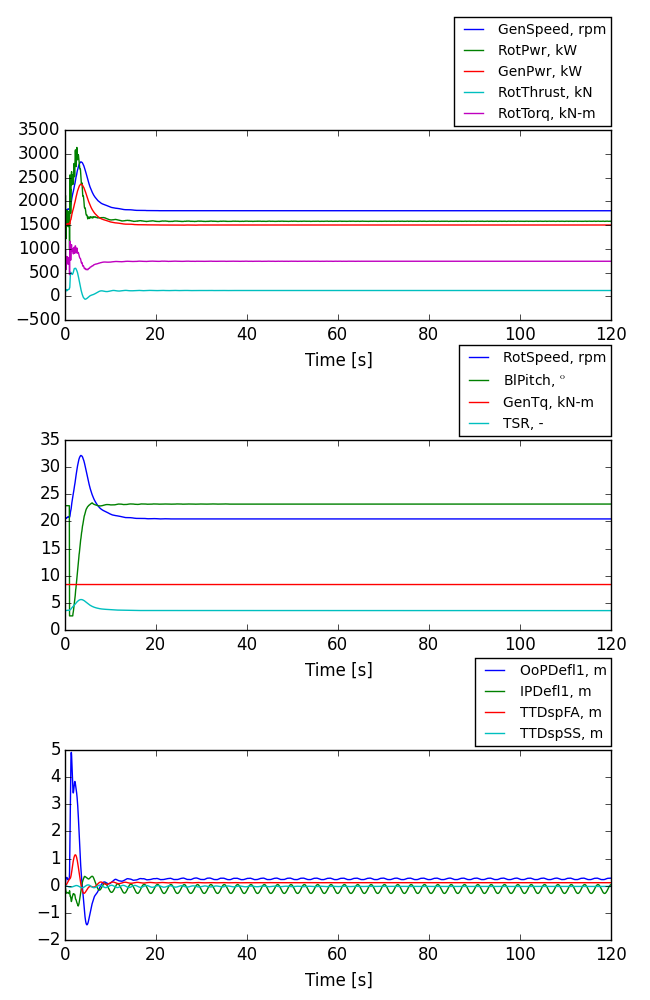 GenSpeed, rpm
RotPwr, kW
GenPwr, kW
RotThrust, kN
RotTorq, kN-m
3500
3000
2500
2000
1500
1000
500
0
−500
0 20 40 60 80 100 120
Time [s]
RotSpeed, rpm
BlPitch, °
GenTq, kN-m
TSR, -
35
30
25
20
15
10
5
0
0 20 40 60 80 100 120
Time [s]
OoPDefl1, m
IPDefl1, m
TTDspFA, m
TTDspSS, m
5
4
3
2
1
0
−1
−2
0 20 40 60 80 100 120
Time [s]